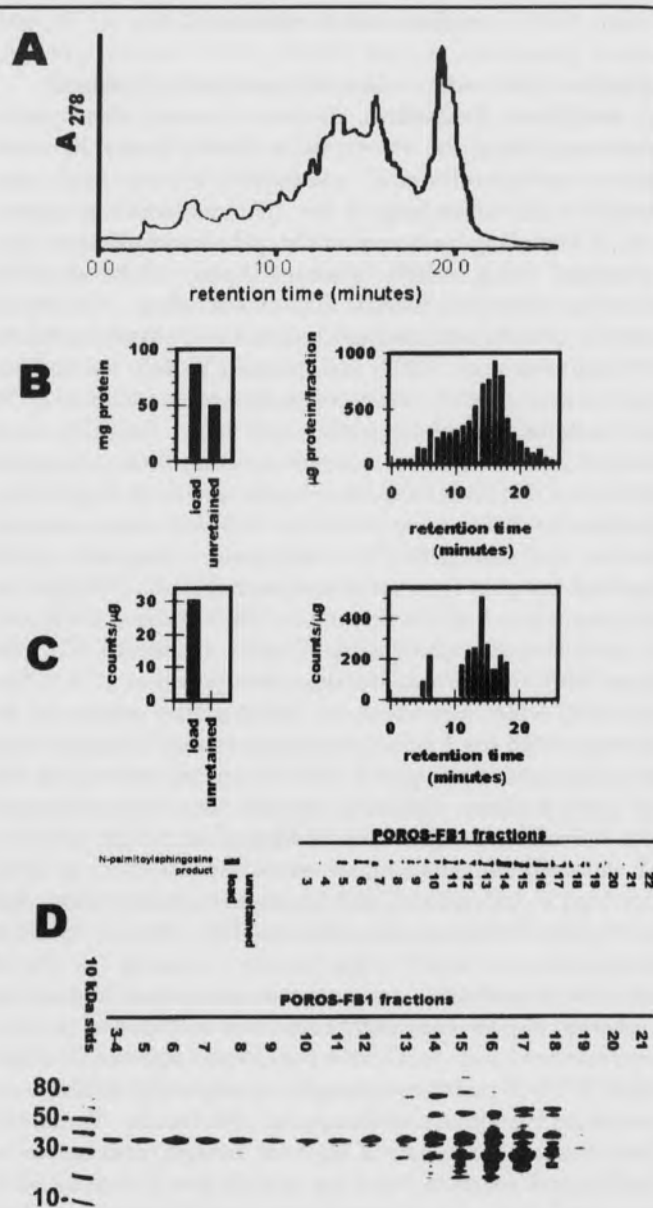 A
A 278
0 0 10.0 20.0
retention time (minutes)
B
mg protein
100
50
0
load
unretained
µg protein/fraction
1000
500
0
0 10 20
retention time
(minutes)
C
counts/µg
30
20
10
0
load
unretained
counts/µg
400
200
0
0 10 20
retention time
(minutes)
POROS-FB1 fractions
N-palmitoylsphingosine
product
load
unretained
3 4 5 6 7 8 9 10 11 12 13 14 15 16 17 18 19 20 21 22
D
10 kDa stds
POROS-FB1 fractions
3-4 5 6 7 8 9 10 11 12 13 14 15 16 17 18 19 20 21
80-
50-
30-
10-